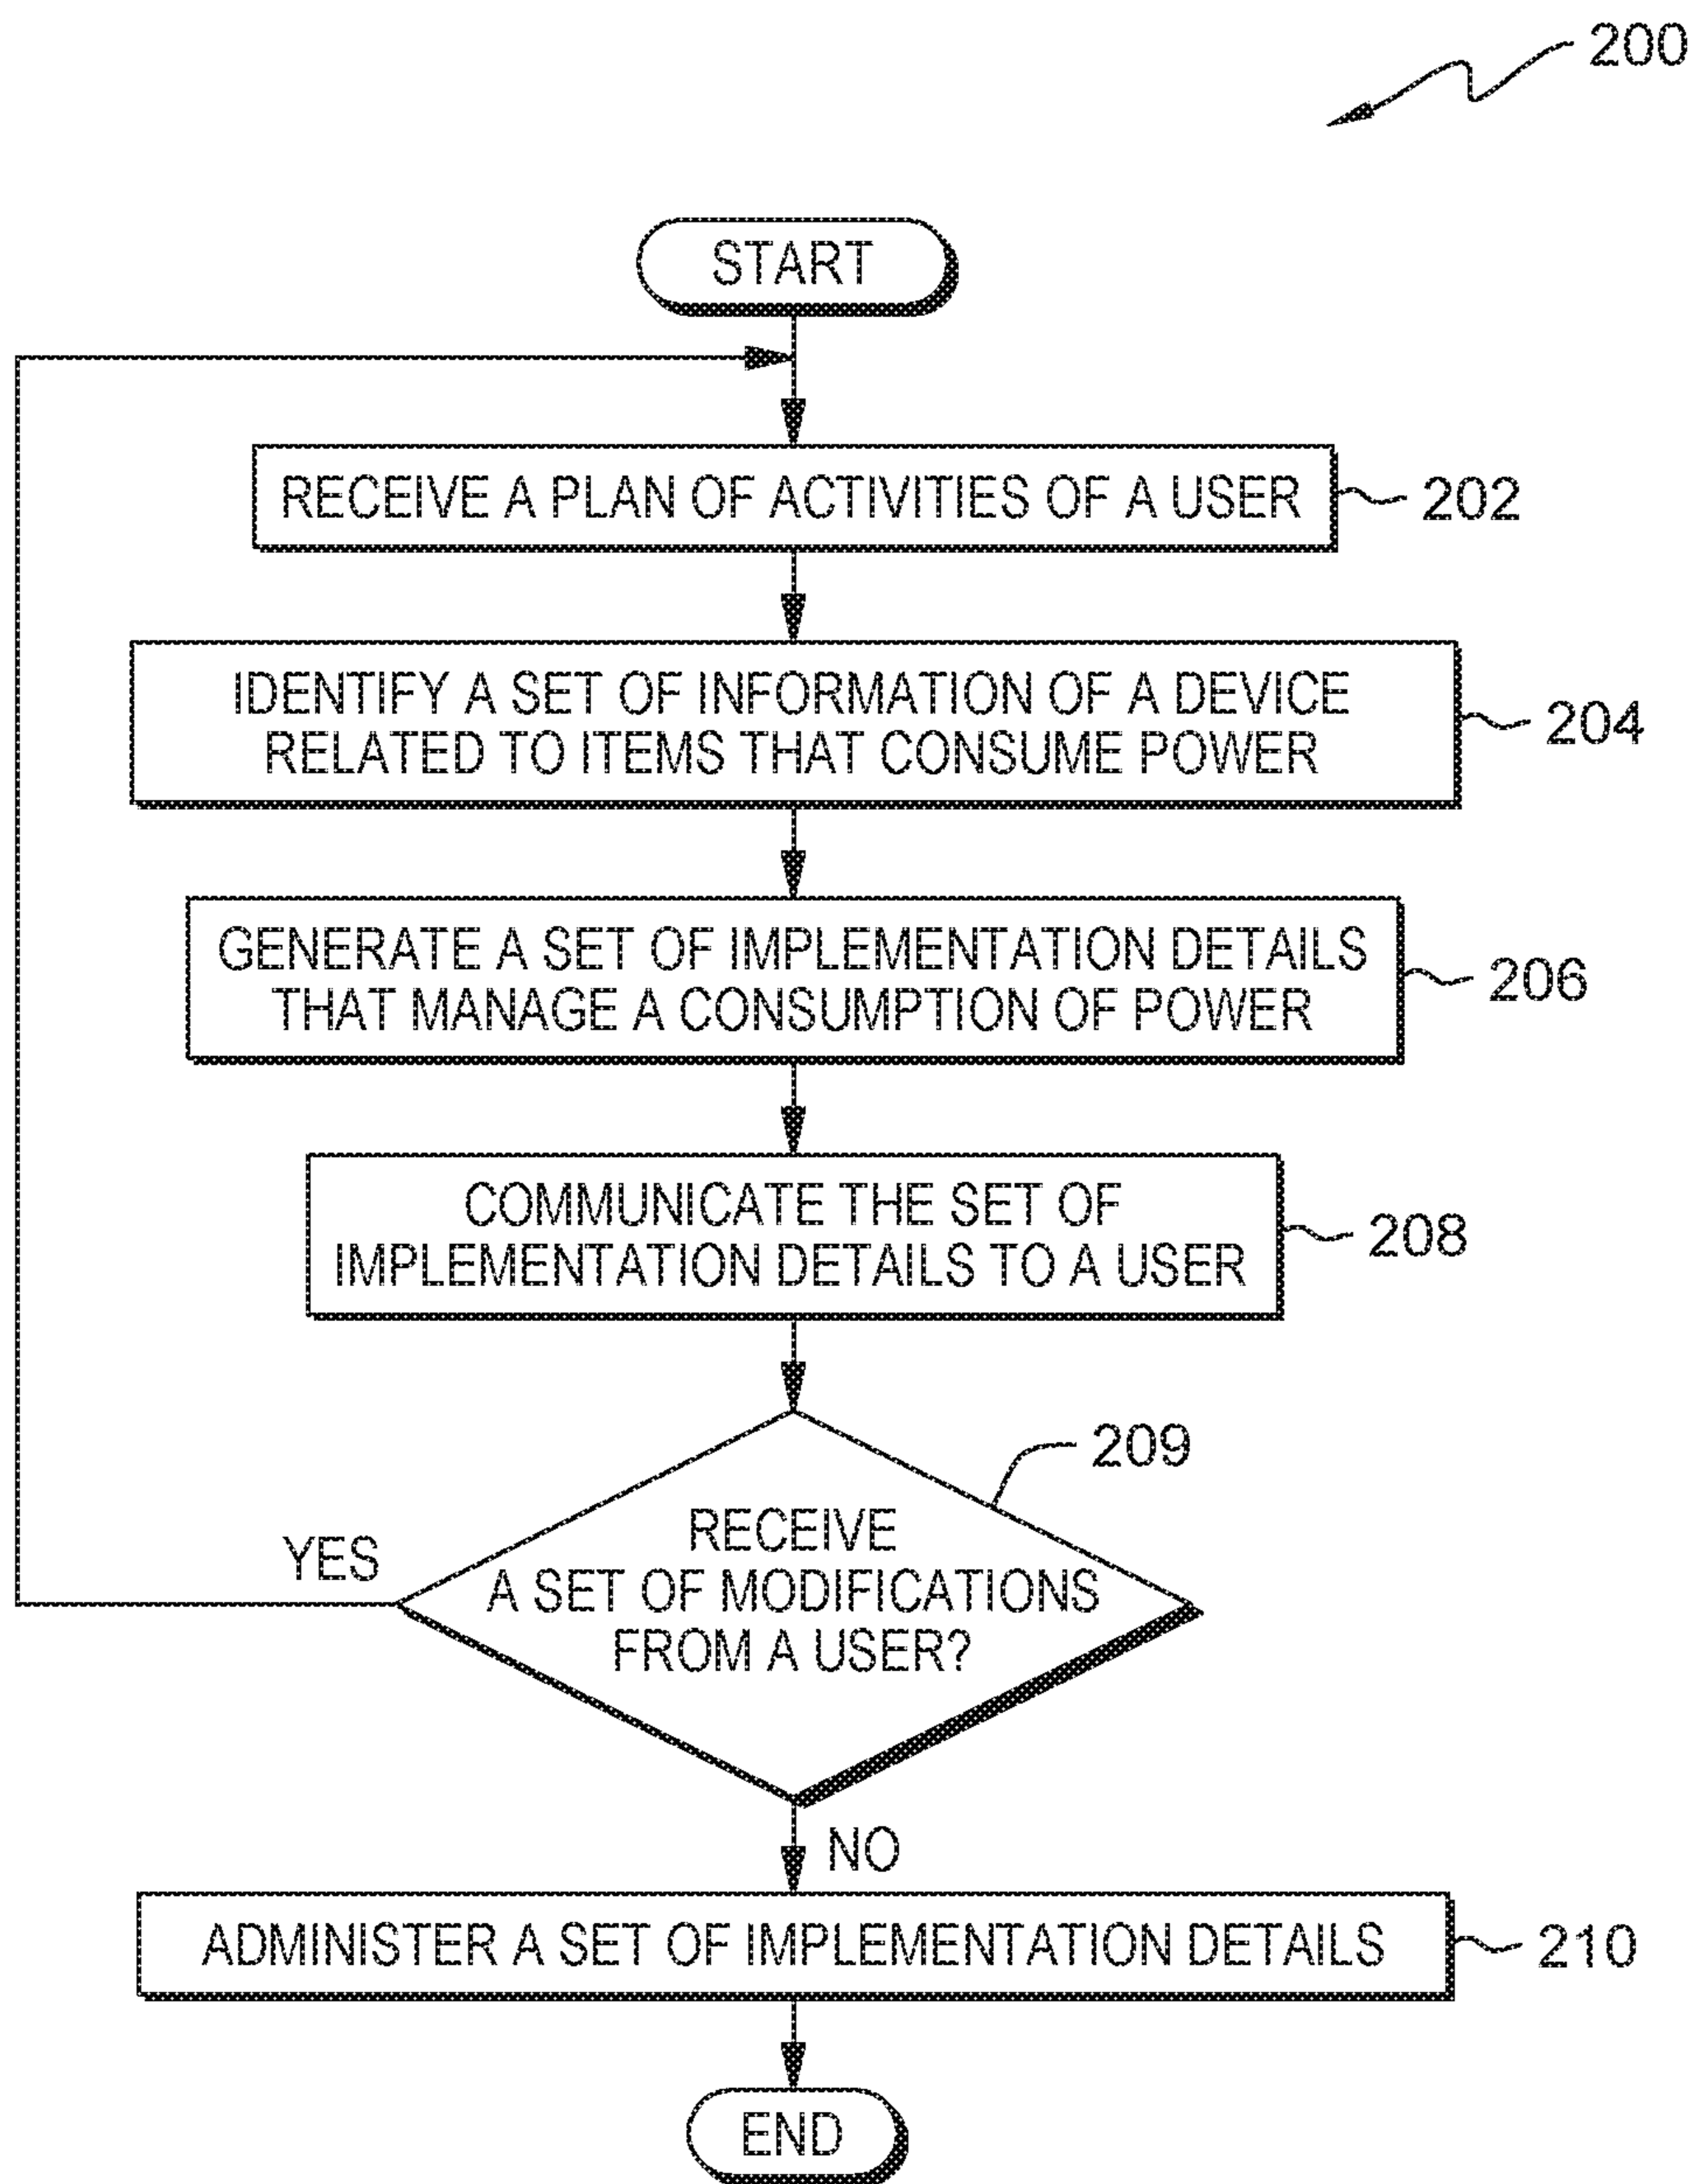 200
START
RECEIVE A PLAN OF ACTIVITIES OF A USER
202
IDENTIFY A SET OF INFORMATION OF A DEVICE
RELATED TO ITEMS THAT CONSUME POWER
204
GENERATE A SET OF IMPLEMENTATION DETAILS
THAT MANAGE A CONSUMPTION OF POWER
206
COMMUNICATE THE SET OF
IMPLEMENTATION DETAILS TO A USER
208
209
RECEIVE
A SET OF MODIFICATIONS
FROM A USER?
YES
NO
ADMINISTER A SET OF IMPLEMENTATION DETAILS
210
END